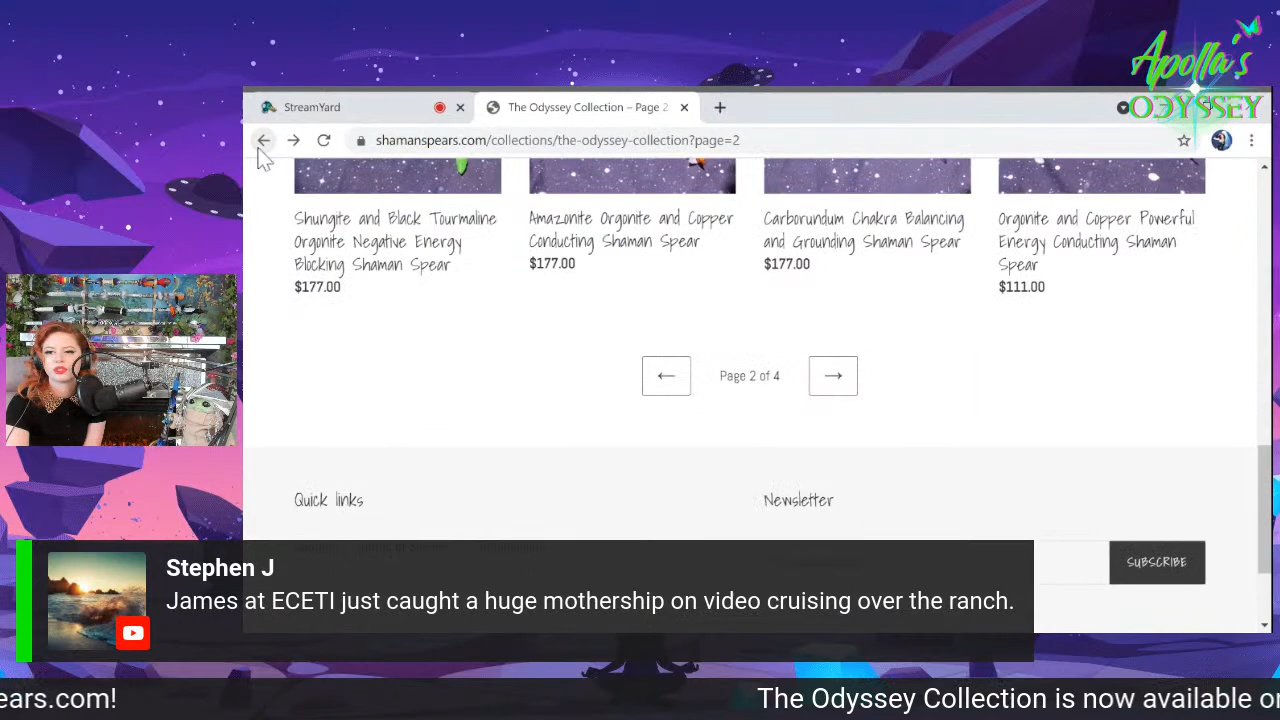 Apolla's
ODYSSEY
StreamYard
The Odyssey Collection – Page 2
shamanspears.com/collections/the-odyssey-collection?page=2
Shungite and Black Tourmaline
Orgonite Negative Energy
Blocking Shaman Spear
$177.00
Amazonite Orgonite and Copper
Conducting Shaman Spear
$177.00
Carborundum Chakra Balancing
and Grounding Shaman Spear
$177.00
Orgonite and Copper Powerful
Energy Conducting Shaman
Spear
$111.00
← Page 2 of 4 →
Quick links
Newsletter
SUBSCRIBE
Stephen J
James at ECETI just caught a huge mothership on video cruising over the ranch.
ears.com!
The Odyssey Collection is now available o